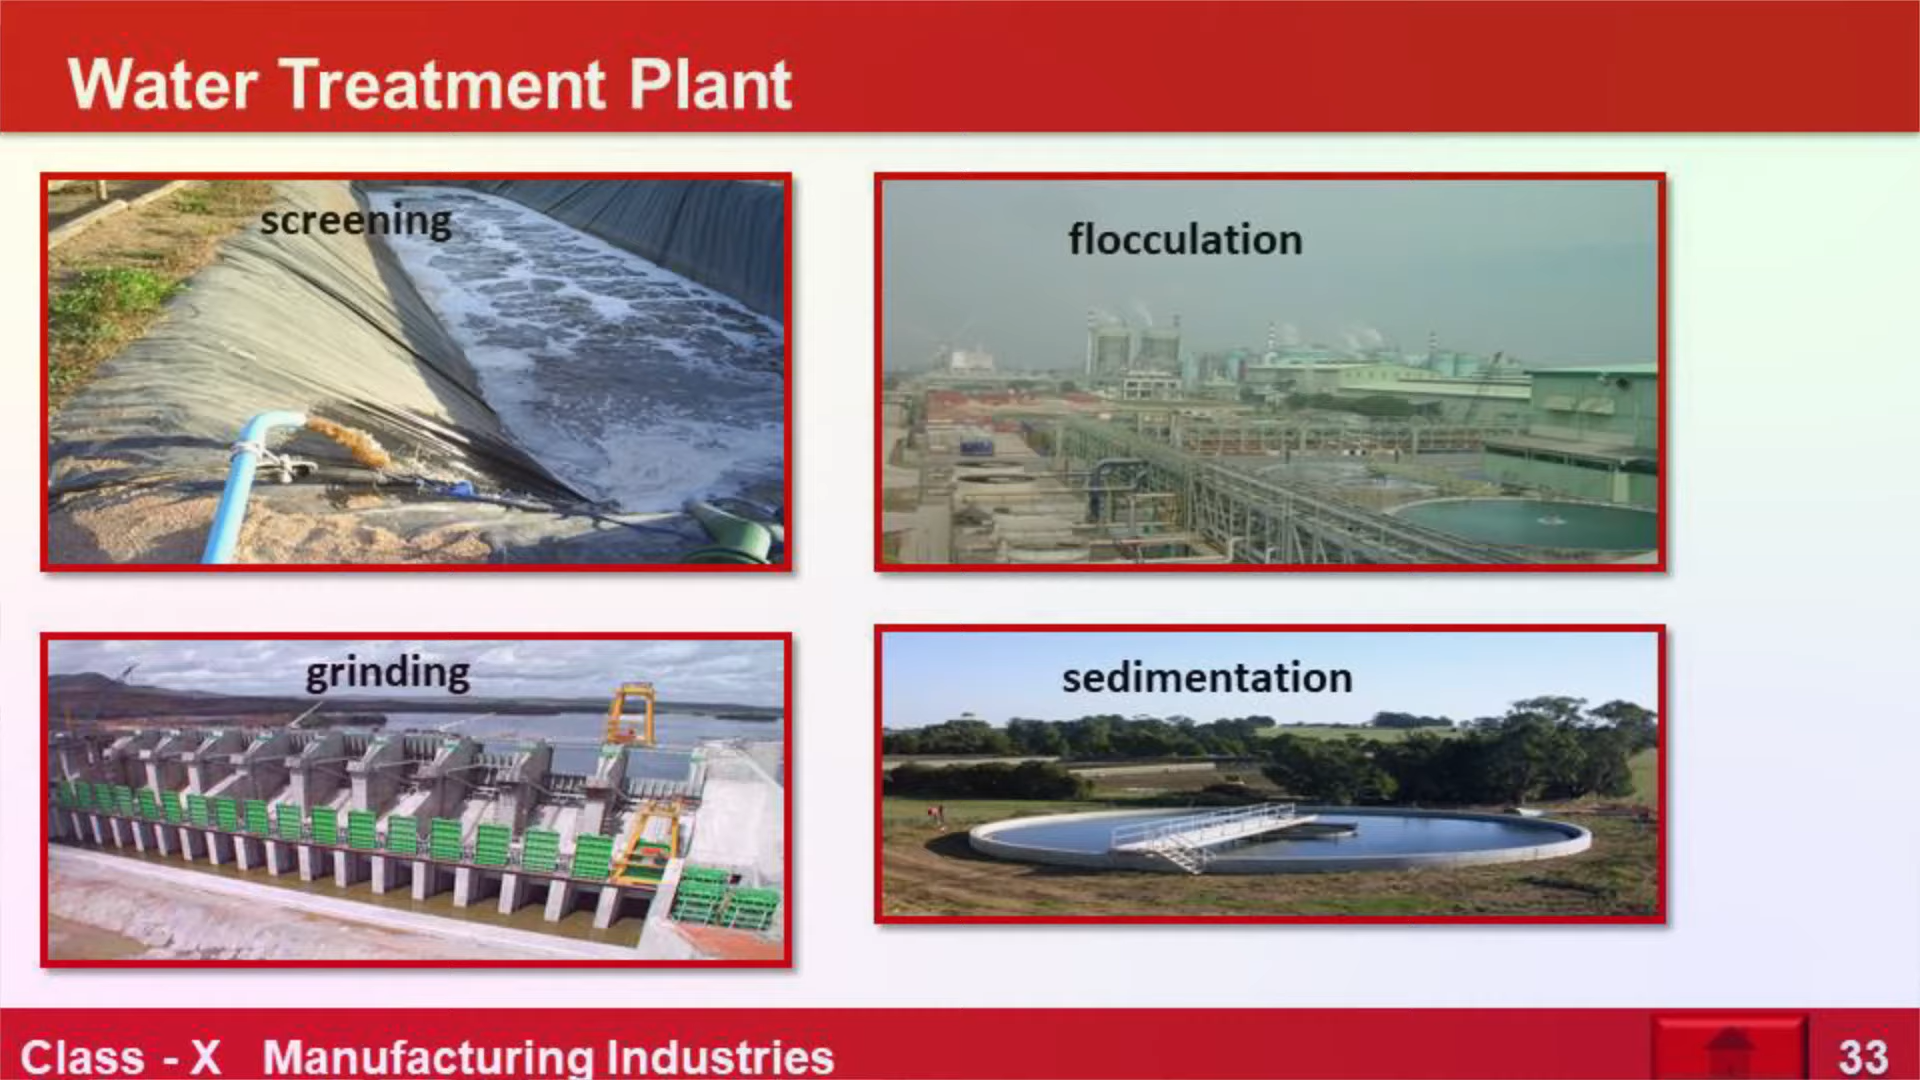 Water Treatment Plant
screening
flocculation
grinding
sedimentation
Class - X Manufacturing Industries
33